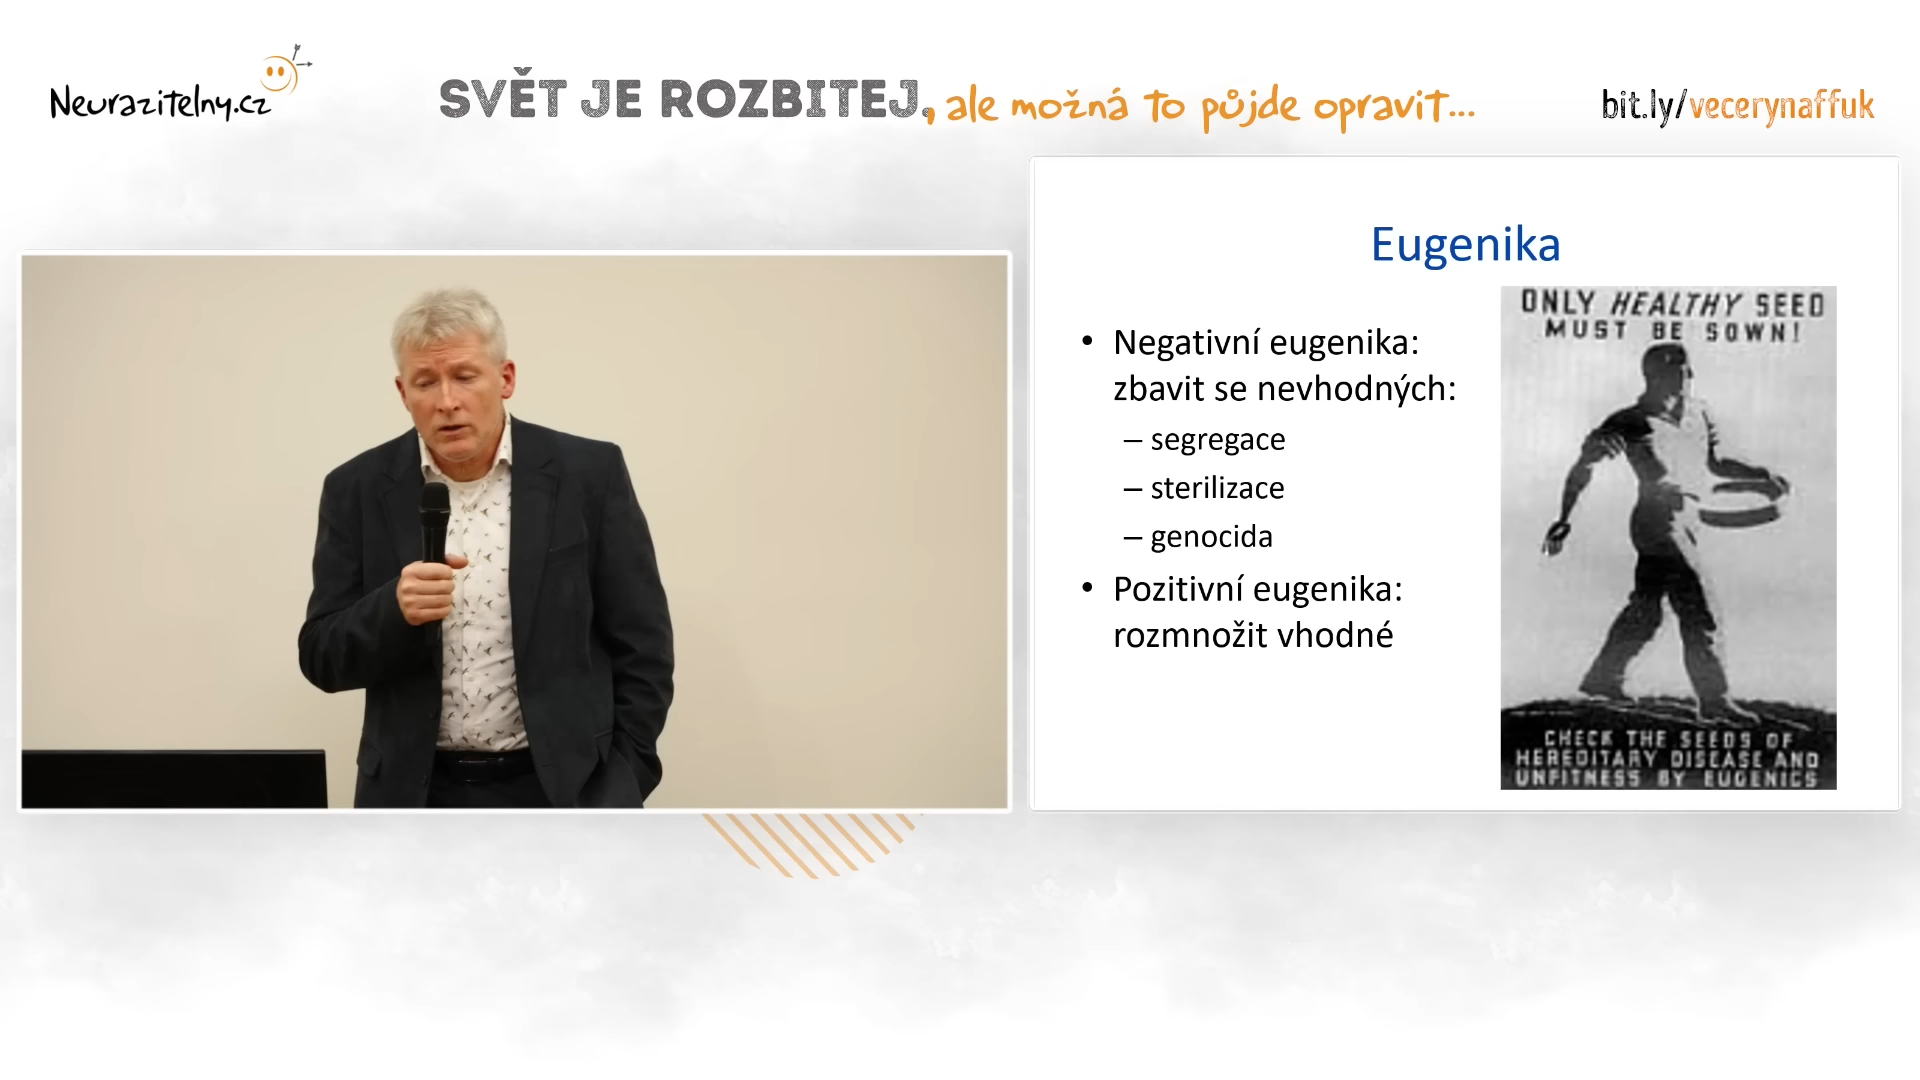 Neurazitelny.cz
SVĚT JE ROZBITEJ, ale možná to půjde opravit...
bit.ly/vecerynaffuk
Eugenika
• Negativní eugenika:
zbavit se nevhodných:
– segregace
– sterilizace
– genocida
• Pozitivní eugenika:
rozmnožit vhodné
ONLY HEALTHY SEED
MUST BE SOWN!
CHECK THE SEEDS OF
HEREDITARY DISEASE AND
UNFITNESS BY EUGENICS